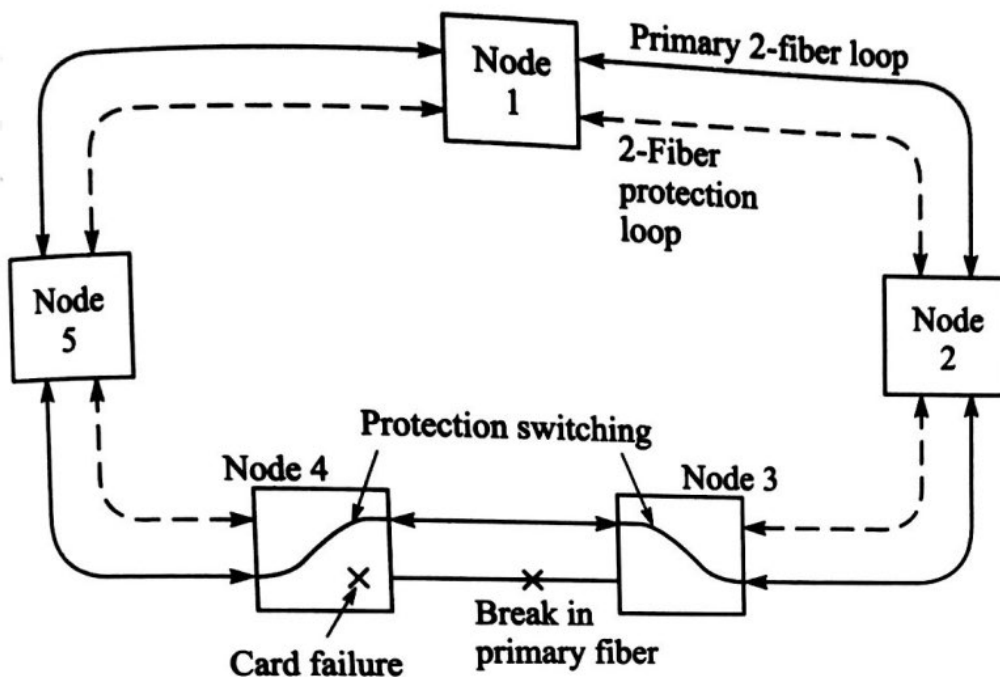 Node
1
Primary 2-fiber loop
2-Fiber
protection
loop
Node
5
Node
2
Protection switching
Node 4
Node 3
Card failure
Break in
primary fiber